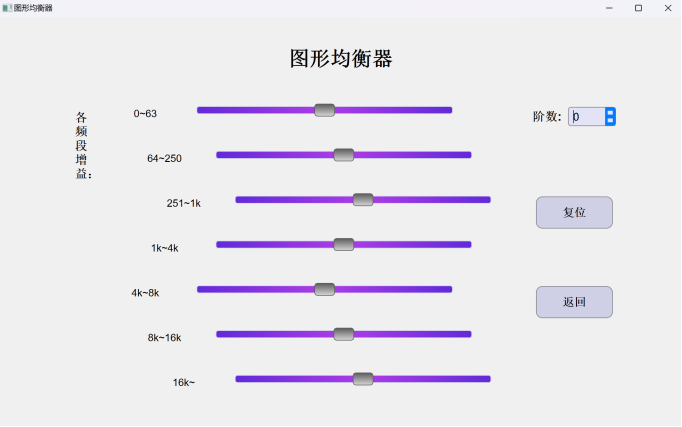 图形均衡器
图形均衡器
各
频
段
增
益：
0~63
64~250
251~1k
1k~4k
4k~8k
8k~16k
16k~
阶数: 0
复位
返回